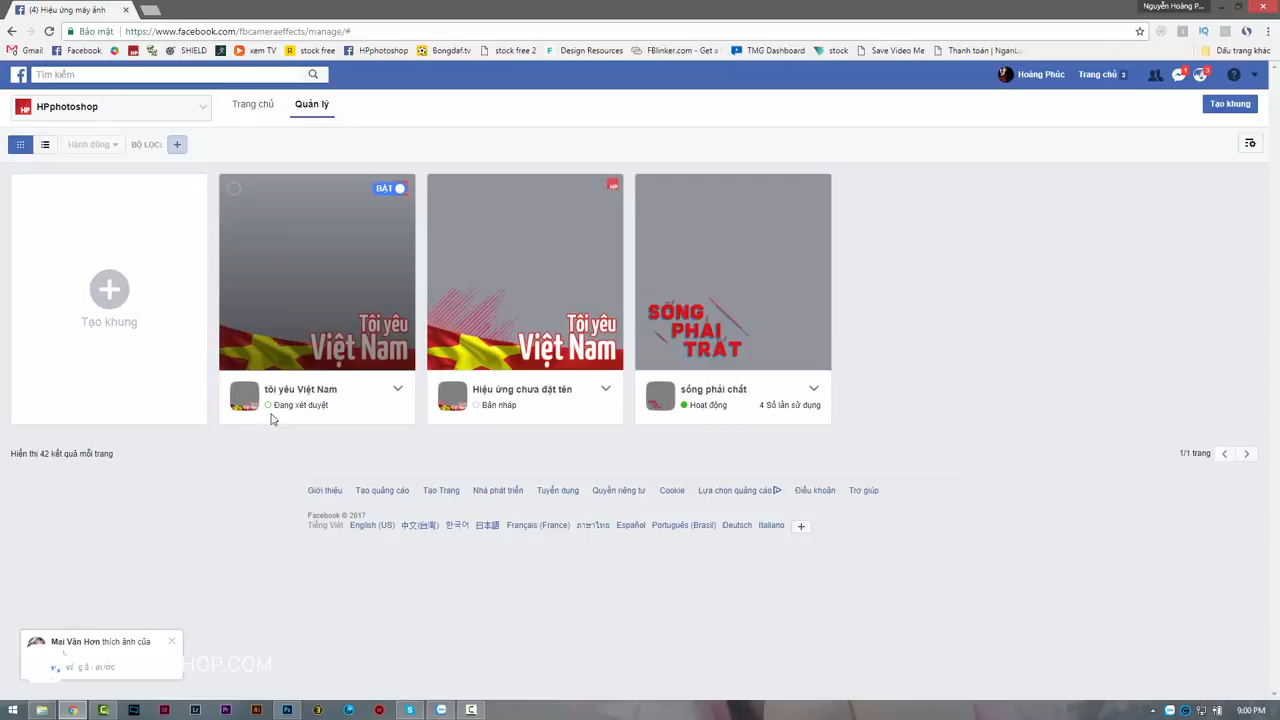 (4) Hiệu ứng máy ảnh
Nguyễn Hoàng P...
Bảo mật
https://www.facebook.com/fbcameraeffects/manage/#
Gmail
Facebook
SHIELD
xem TV
stock free
HPphotoshop
Bongdaf.tv
stock free 2
Design Resources
FBlinker.com - Get a
TMG Dashboard
Save Video Me
Thanh toán | NganLu
Dấu trang khác
Tìm kiếm
Hoàng Phúc
Trang chủ 3
1
3
HP
HPphotoshop
Trang chủ
Quản lý
Tạo khung
Hành động
BỘ LỌC:
BẬT
HP
Tạo khung
Tôi yêu
Việt Nam
Tôi yêu
Việt Nam
SỐNG
PHẢI
TRẤT
tôi yêu Việt Nam
Đang xét duyệt
Hiệu ứng chưa đặt tên
Bản nháp
sống phải chất
Hoạt động
4 Số lần sử dụng
Hiển thị 42 kết quả mỗi trang
1/1 trang
Giới thiệu
Tạo quảng cáo
Tạo Trang
Nhà phát triển
Tuyển dụng
Quyền riêng tư
Cookie
Lựa chọn quảng cáo
Điều khoản
Trợ giúp
Facebook © 2017
Tiếng Việt
English (US)
中文(台灣)
한국어
日本語
Français (France)
ภาษาไทย
Español
Português (Brasil)
Deutsch
Italiano
Mai Văn Hơn thích ảnh của
SHOP.COM
9:00 PM